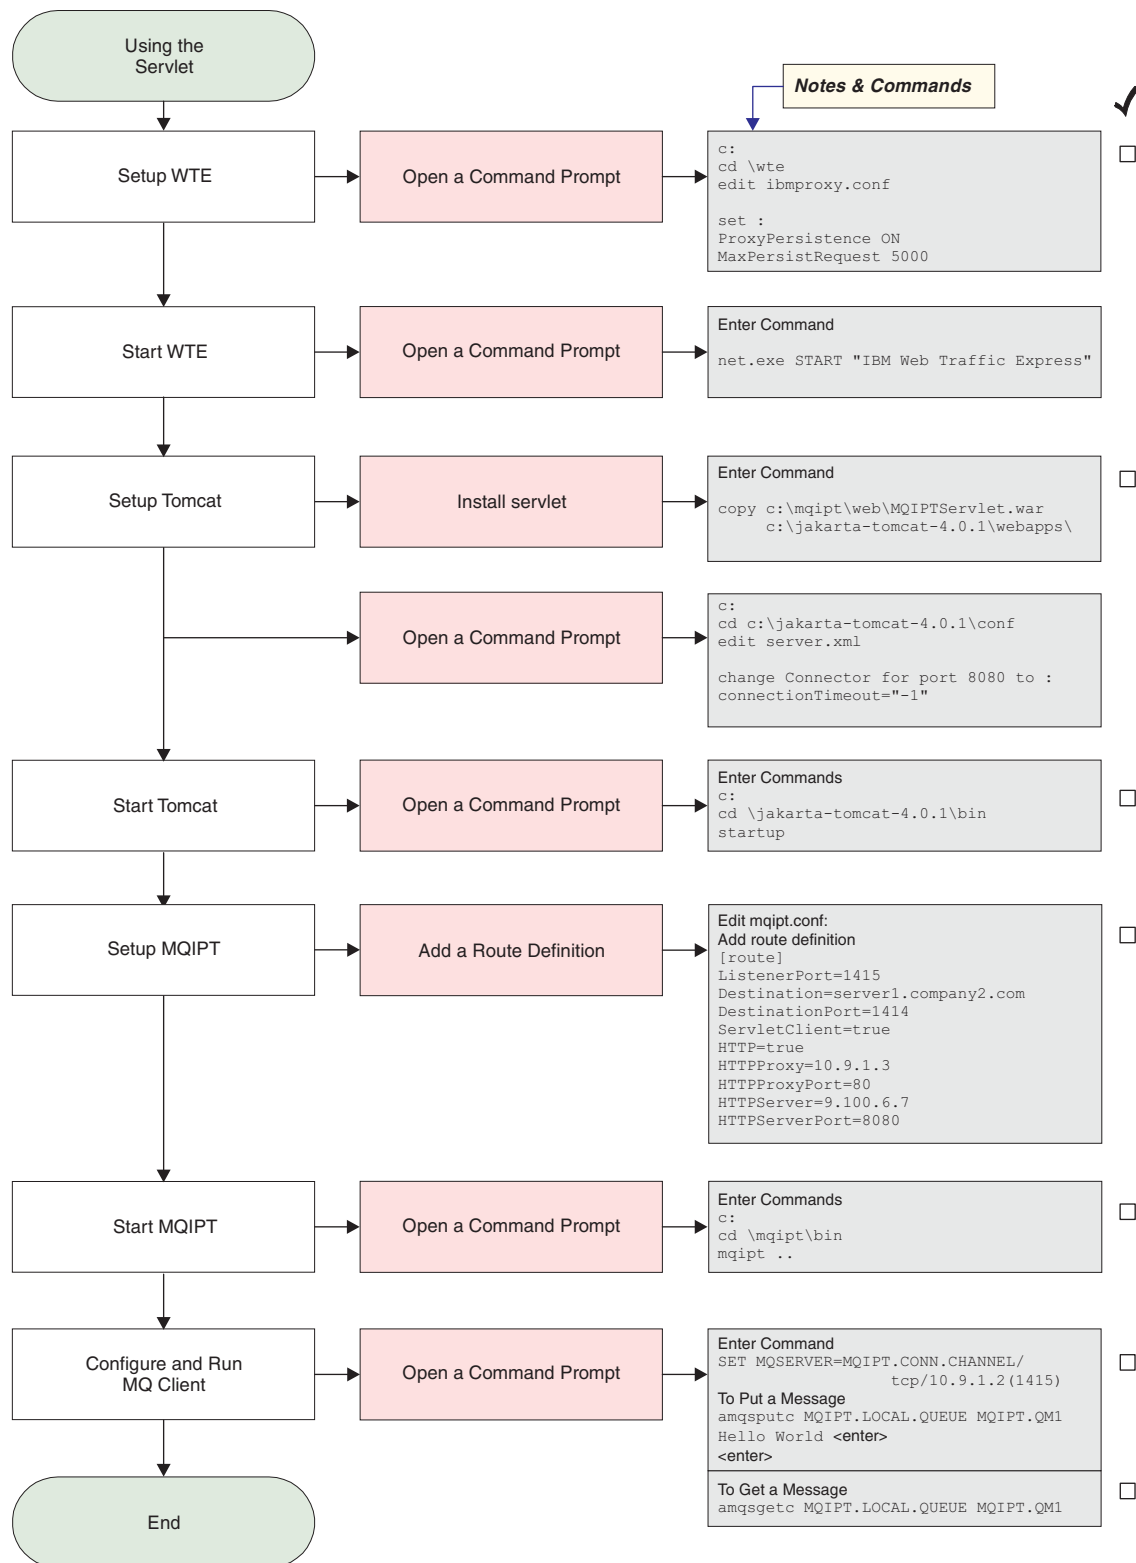 Using the
Servlet
Notes & Commands
Setup WTE
Open a Command Prompt
c:
cd \wte
edit ibmproxy.conf
set :
ProxyPersistence ON
MaxPersistRequest 5000
Start WTE
Open a Command Prompt
Enter Command
net.exe START "IBM Web Traffic Express"
Setup Tomcat
Install servlet
Enter Command
copy c:\mqipt\web\MQIPTServlet.war
c:\jakarta-tomcat-4.0.1\webapps\
Open a Command Prompt
c:
cd c:\jakarta-tomcat-4.0.1\conf
edit server.xml
change Connector for port 8080 to :
connectionTimeout="-1"
Start Tomcat
Open a Command Prompt
Enter Commands
c:
cd \jakarta-tomcat-4.0.1\bin
startup
Setup MQIPT
Add a Route Definition
Edit mqipt.conf:
Add route definition
[route]
ListenerPort=1415
Destination=server1.company2.com
DestinationPort=1414
ServletClient=true
HTTP=true
HTTPProxy=10.9.1.3
HTTPProxyPort=80
HTTPServer=9.100.6.7
HTTPServerPort=8080
Start MQIPT
Open a Command Prompt
Enter Commands
c:
cd \mqipt\bin
mqipt ..
Configure and Run
MQ Client
Open a Command Prompt
Enter Command
SET MQSERVER=MQIPT.CONN.CHANNEL/
tcp/10.9.1.2(1415)
To Put a Message
amqsputc MQIPT.LOCAL.QUEUE MQIPT.QM1
Hello World <enter>
<enter>
To Get a Message
amqsgetc MQIPT.LOCAL.QUEUE MQIPT.QM1
End